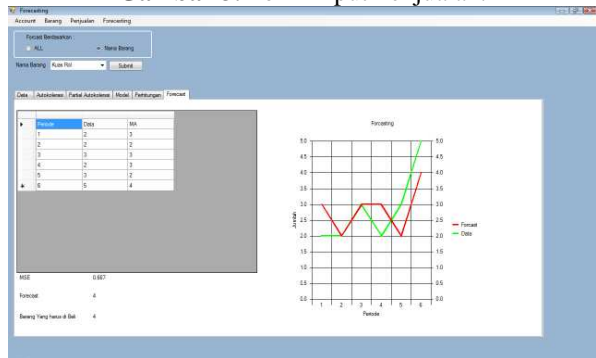 Forecasting
Account Barang Penjualan Forecasting
Forcast Berdasarkan :
ALL
Nama Barang
Nama Barang Kuas Roll Submit
Data Autokolerasi Partial Autokolerasi Model Perhitungan Forecast
Periode Data MA
1 2 3
2 2 2
3 3 3
4 2 3
5 3 2
6 5 4
MSE 0.667
Forecast 4
Barang Yang harus di Beli 4
Forcasting
5.0 5.0
4.5 4.5
4.0 4.0
3.5 3.5
3.0 3.0
2.5 2.5
2.0 2.0
1.5 1.5
1.0 1.0
0.5 0.5
0.0 0.0
Jumlah
1 2 3 4 5 6
Periode
Forcast
Data